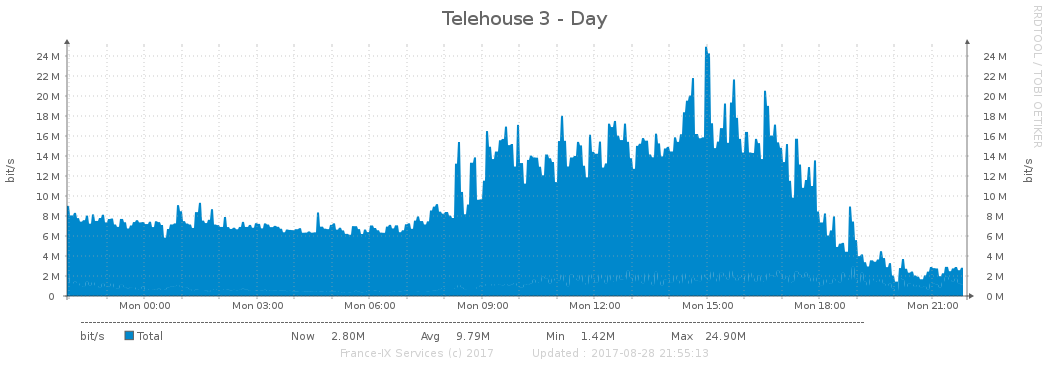 Telehouse 3 - Day
RRDTOOL / TOBI OETIKER
24 M 24 M
22 M 22 M
20 M 20 M
18 M 18 M
16 M 16 M
14 M 14 M
12 M 12 M
10 M 10 M
8 M 8 M
6 M 6 M
4 M 4 M
2 M 2 M
0 0 M
bit/s bit/s
Mon 00:00 Mon 03:00 Mon 06:00 Mon 09:00 Mon 12:00 Mon 15:00 Mon 18:00 Mon 21:00
bit/s Total Now 2.80M Avg 9.79M Min 1.42M Max 24.90M
France-IX Services (c) 2017 Updated : 2017-08-28 21:55:13